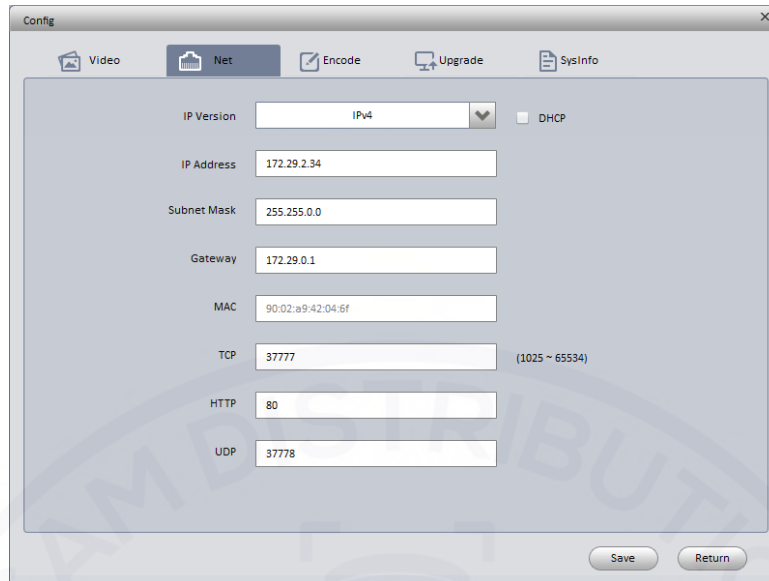 Config
Video Net Encode Upgrade SysInfo
IP Version IPv4 DHCP
IP Address 172.29.2.34
Subnet Mask 255.255.0.0
Gateway 172.29.0.1
MAC 90:02:a9:42:04:6f
TCP 37777 (1025 ~ 65534)
HTTP 80
UDP 37778
AM DISTRIBUTIO
Save Return